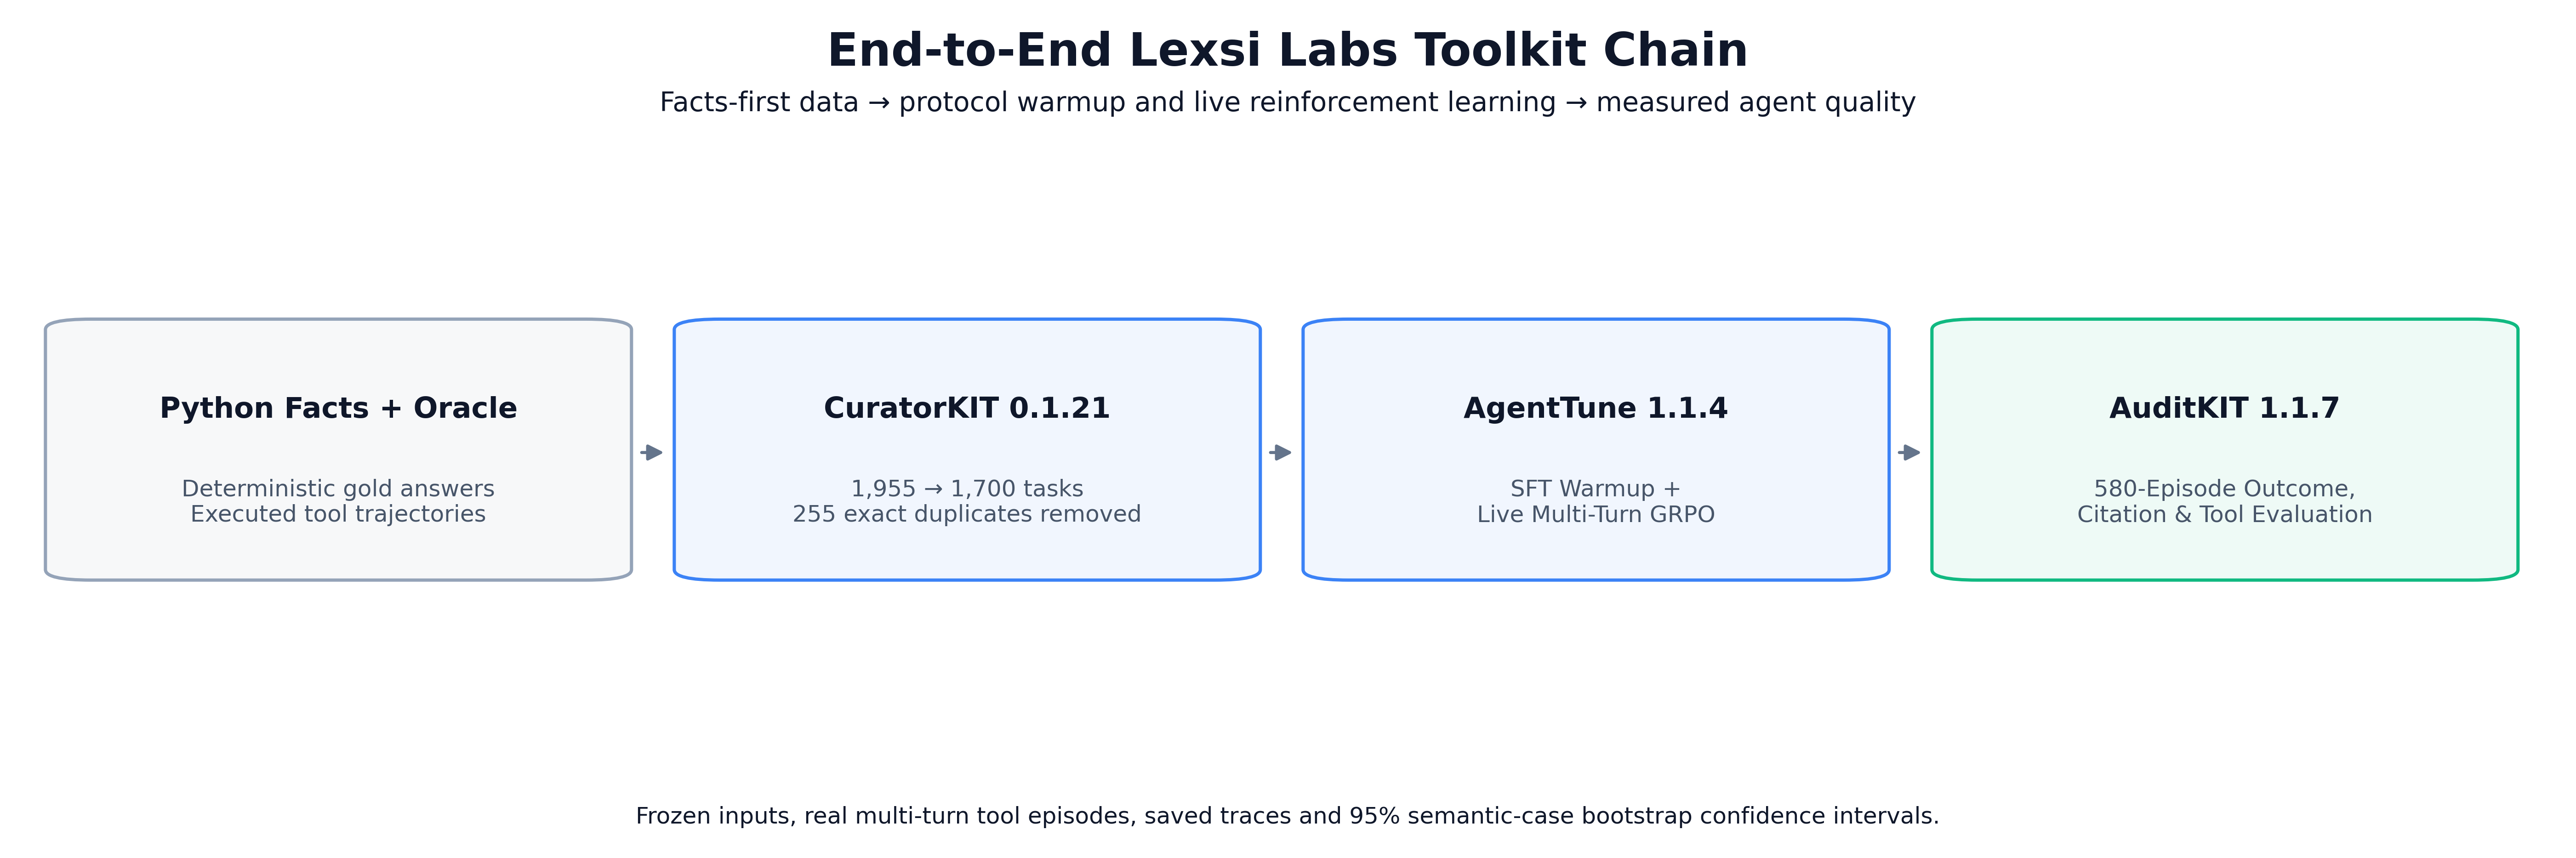 End-to-End Lexsi Labs Toolkit Chain
Facts-first data → protocol warmup and live reinforcement learning → measured agent quality
Python Facts + Oracle
Deterministic gold answers
Executed tool trajectories
CuratorKIT 0.1.21
1,955 → 1,700 tasks
255 exact duplicates removed
AgentTune 1.1.4
SFT Warmup +
Live Multi-Turn GRPO
AuditKIT 1.1.7
580-Episode Outcome,
Citation & Tool Evaluation
Frozen inputs, real multi-turn tool episodes, saved traces and 95% semantic-case bootstrap confidence intervals.